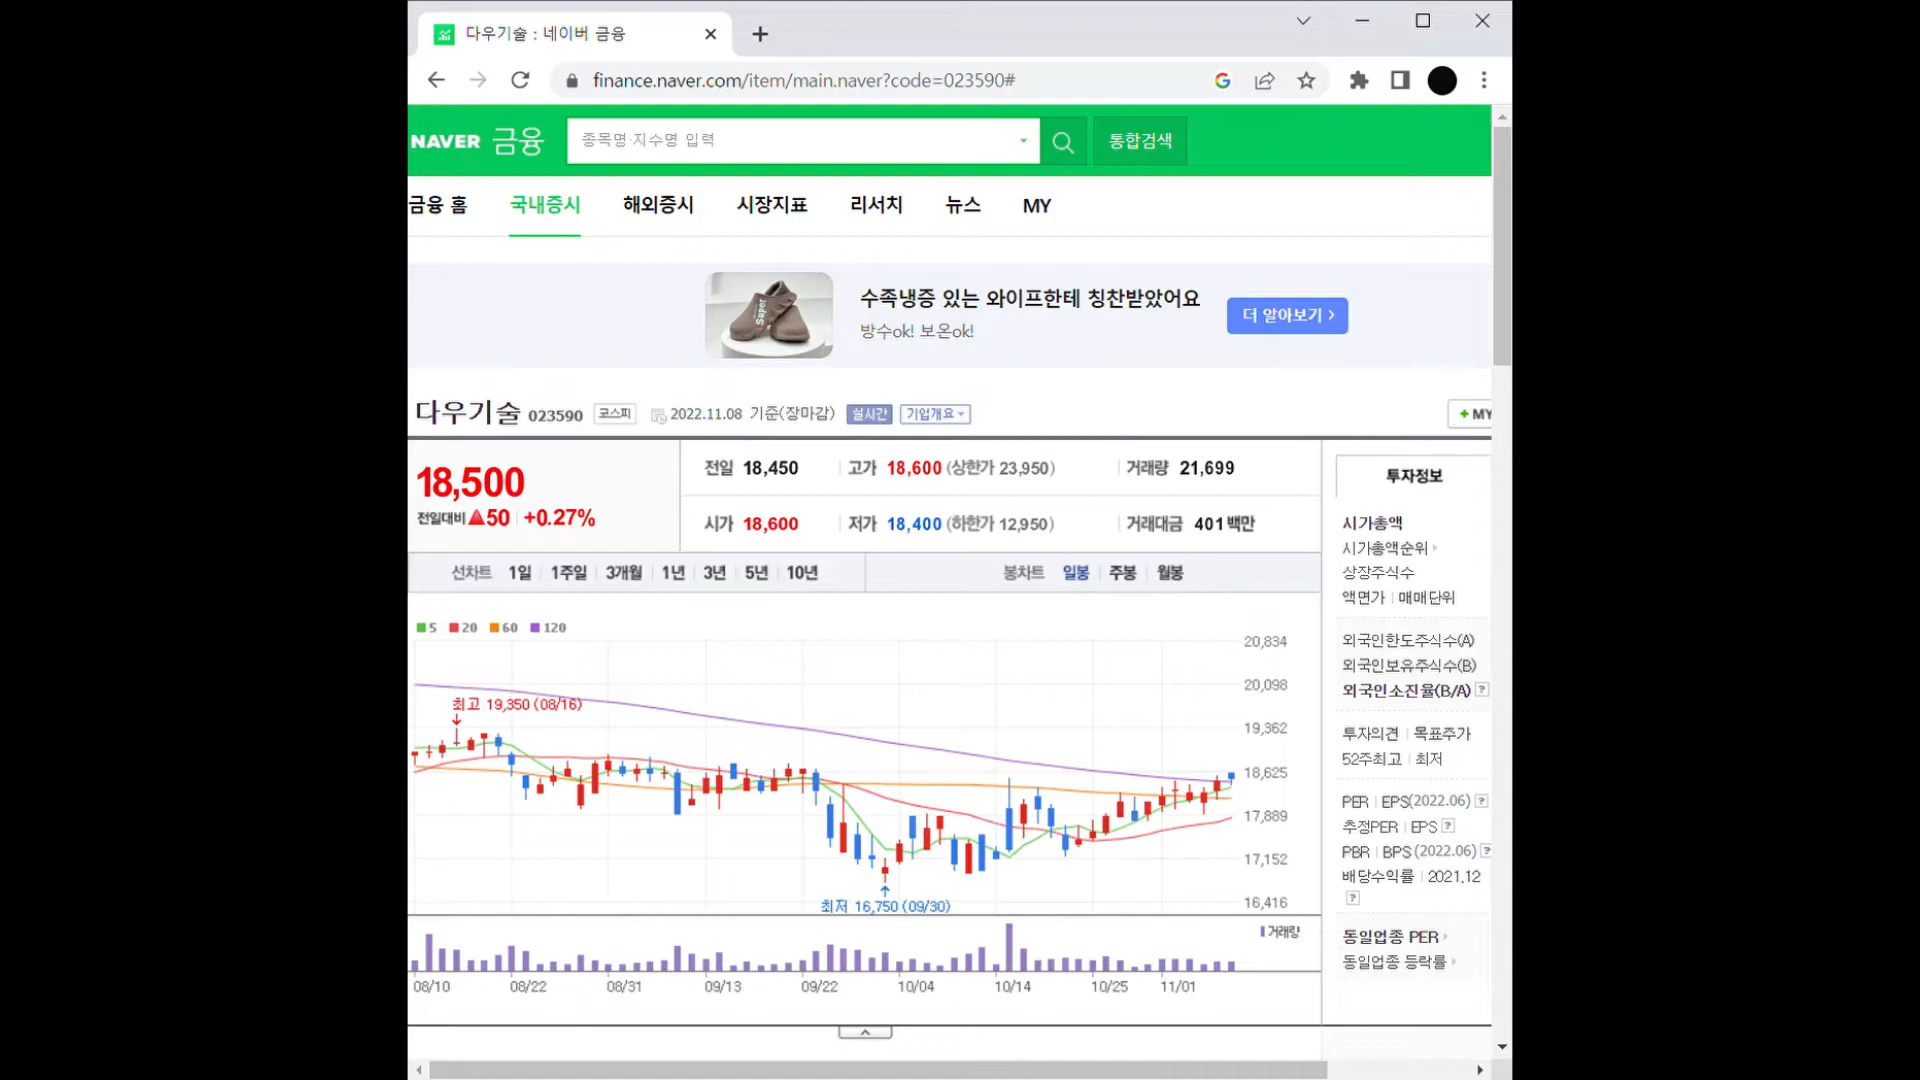 다우기술 : 네이버 금융
finance.naver.com/item/main.naver?code=023590#
NAVER 금융
종목명·지수명 입력
통합검색
금융 홈 국내증시 해외증시 시장지표 리서치 뉴스 MY
Super
수족냉증 있는 와이프한테 칭찬받았어요
방수ok! 보온ok!
더 알아보기 >
다우기술 023590 코스피 2022.11.08 기준(장마감) 실시간 기업개요
+ MY
18,500
전일대비 ▲50 +0.27%
전일 18,450 고가 18,600 (상한가 23,950) 거래량 21,699
시가 18,600 저가 18,400 (하한가 12,950) 거래대금 401백만
선차트 1일 1주일 3개월 1년 3년 5년 10년
봉차트 일봉 주봉 월봉
5 20 60 120
20,834
20,098
19,362
18,625
17,889
17,152
16,416
최고 19,350 (08/16)
최저 16,750 (09/30)
거래량
08/10 08/22 08/31 09/13 09/22 10/04 10/14 10/25 11/01
투자정보
시가총액
시가총액순위
상장주식수
액면가 | 매매단위
외국인한도주식수(A)
외국인보유주식수(B)
외국인소진율(B/A) ?
투자의견 | 목표주가
52주최고 | 최저
PER | EPS(2022.06) ?
추정PER | EPS ?
PBR | BPS (2022.06) ?
배당수익률 | 2021.12
?
동일업종 PER
동일업종 등락률